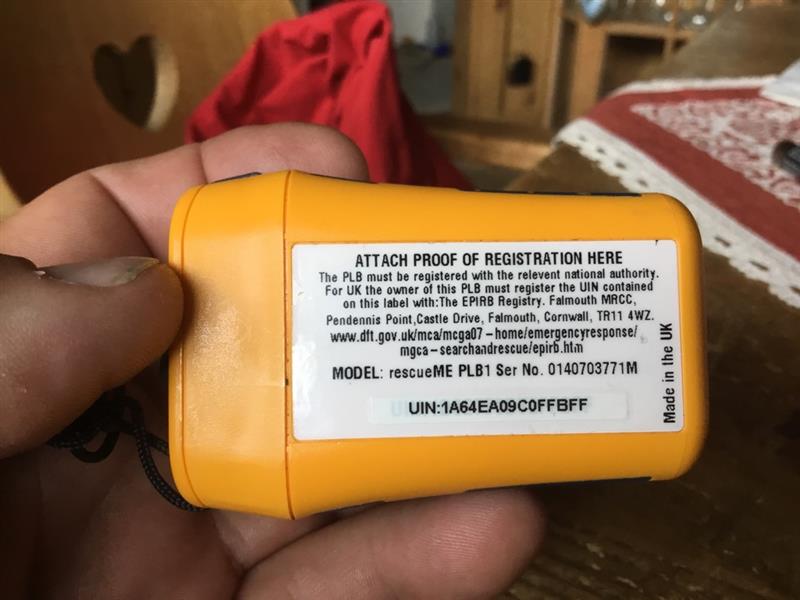 ATTACH PROOF OF REGISTRATION HERE
The PLB must be registered with the relevent national authority.
For UK the owner of this PLB must register the UIN contained
on this label with:The EPIRB Registry. Falmouth MRCC,
Pendennis Point,Castle Drive, Falmouth, Cornwall, TR11 4WZ.
www.dft.gov.uk/mca/mcga07-home/emergencyresponse/
mgca-searchandrescue/epirb.htm
MODEL: rescueME PLB1 Ser No. 0140703771M
UIN:1A64EA09C0FFBFF
Made in the UK